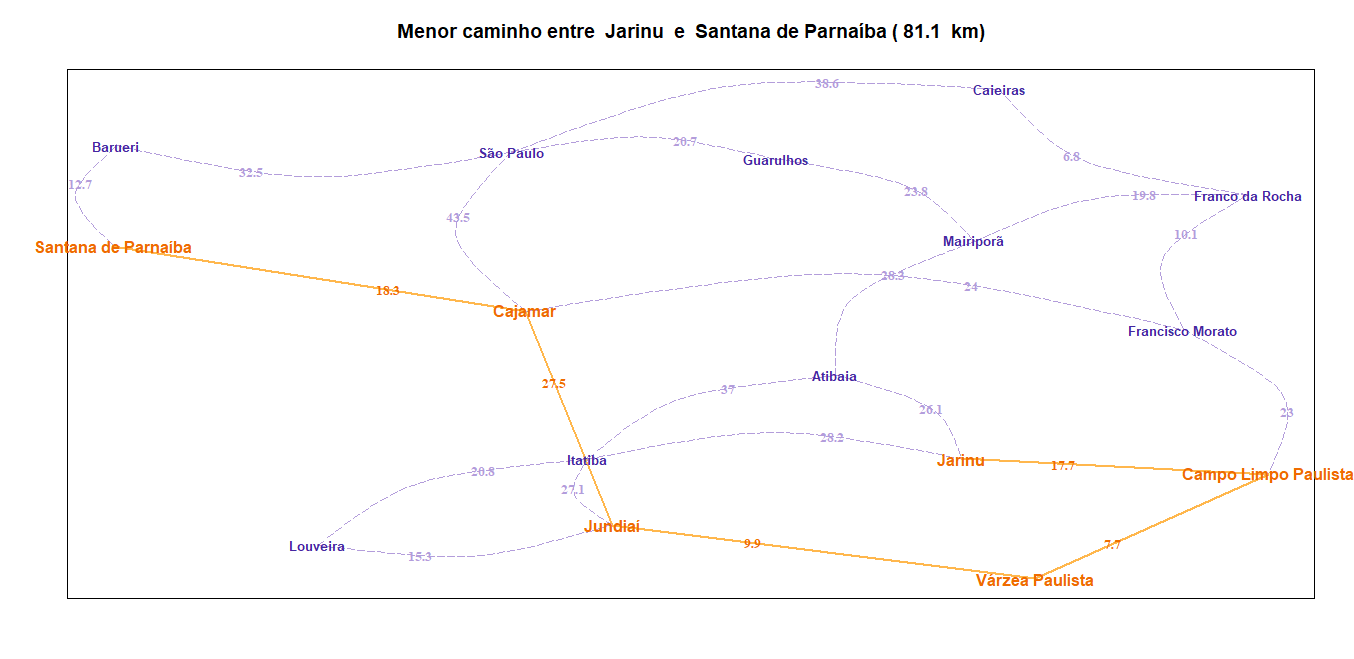 Menor caminho entre  Jarinu  e  Santana de Parnaíba ( 81.1  km)
38.6
Caieiras
Barueri
São Paulo
20.7
Guarulhos
6.8
32.5
12.7
23.8
19.8
Franco da Rocha
43.5
10.1
Mairiporã
Santana de Parnaíba
28.3
24
18.3
Cajamar
Francisco Morato
Atibaia
27.5
37
26.1
23
28.2
Itatiba
Jarinu
17.7
20.8
Campo Limpo Paulista
27.1
Jundiaí
Louveira
15.3
9.9
7.7
Várzea Paulista